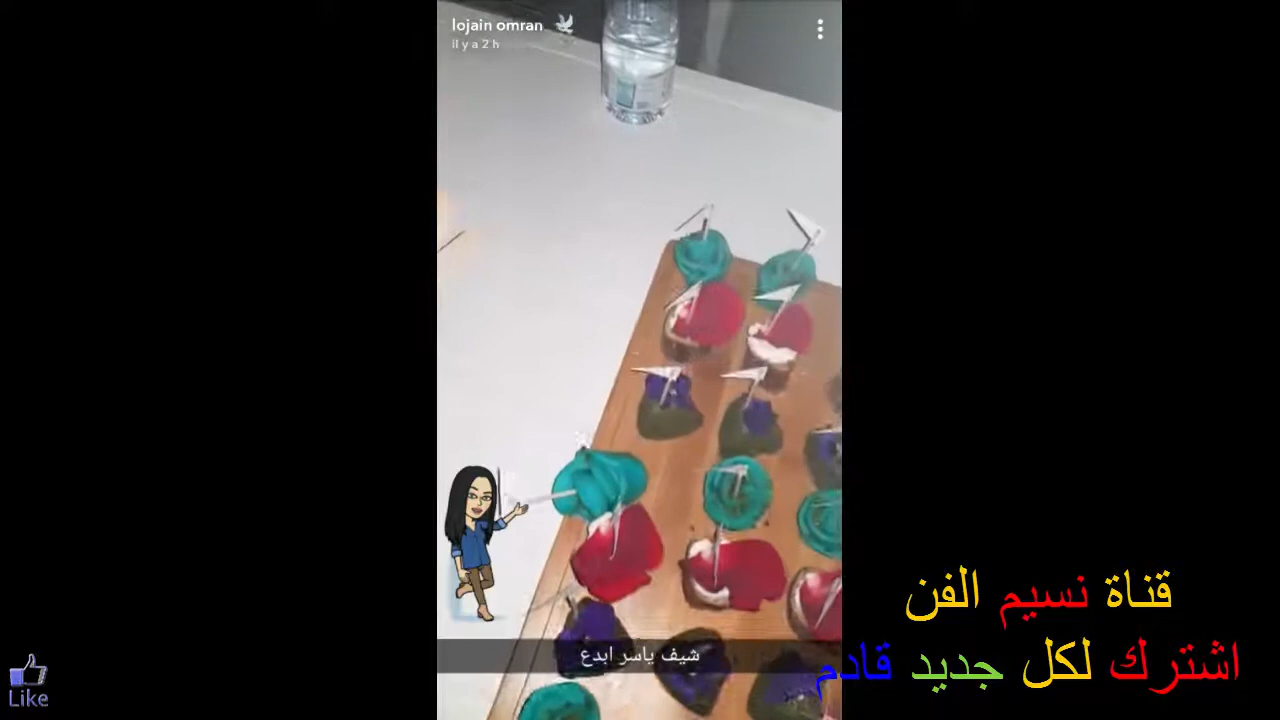 lojain omran
il y a 2 h
شيف ياسر ابدع
قناة نسيم الفن
اشترك لكل جديد قادم
Like